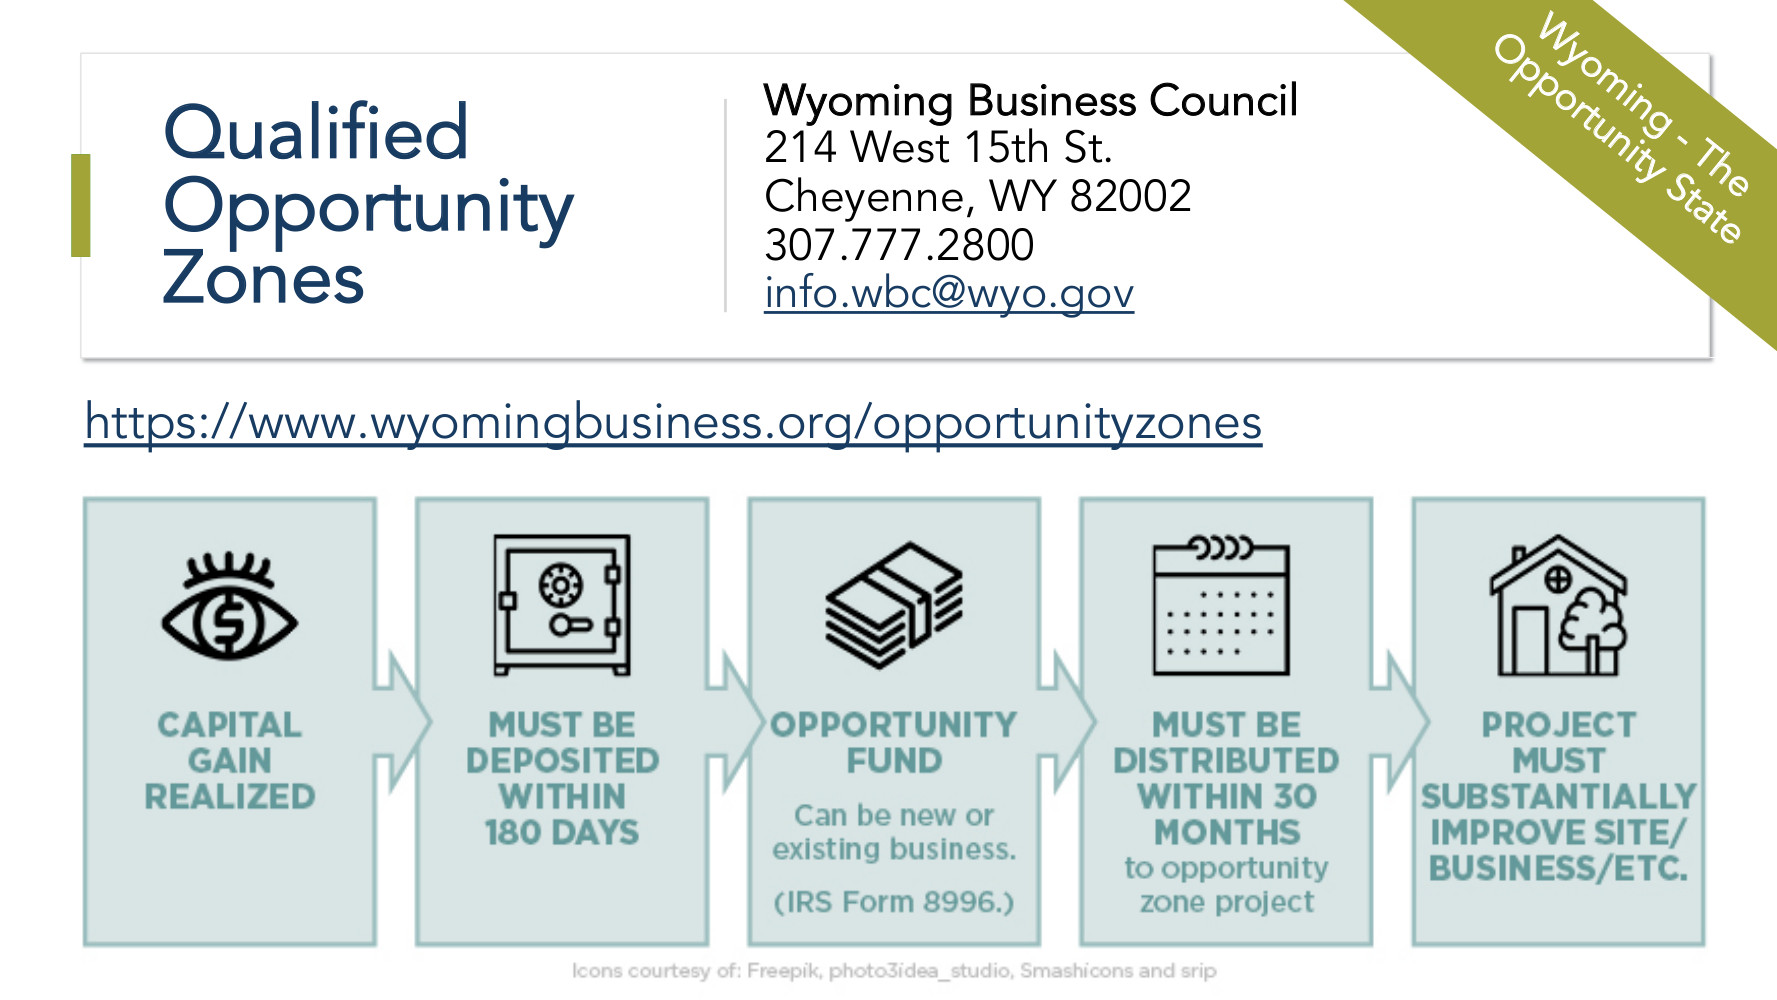 Qualified
Opportunity
Zones
Wyoming Business Council
214 West 15th St.
Cheyenne, WY 82002
307.777.2800
info.wbc@wyo.gov
Wyoming - The
Opportunity State
https://www.wyomingbusiness.org/opportunityzones
CAPITAL
GAIN
REALIZED
MUST BE
DEPOSITED
WITHIN
180 DAYS
OPPORTUNITY
FUND
Can be new or
existing business.
(IRS Form 8996.)
MUST BE
DISTRIBUTED
WITHIN 30
MONTHS
to opportunity
zone project
PROJECT
MUST
SUBSTANTIALLY
IMPROVE SITE/
BUSINESS/ETC.
Icons courtesy of: Freepik, photo3idea_studio, Smashicons and srip